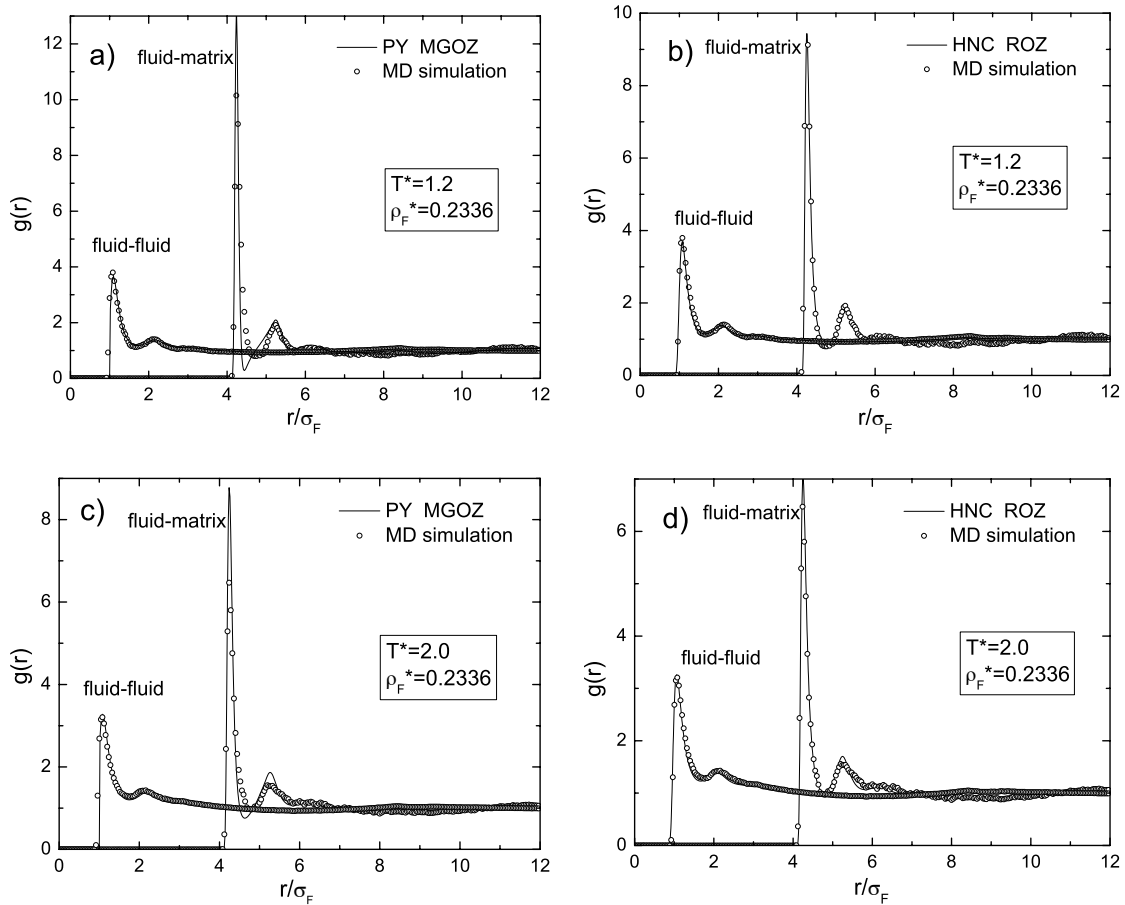 a)
fluid-matrix
PY MGOZ
MD simulation
T*=1.2
ρF*=0.2336
fluid-fluid
g(r)
0
2
4
6
8
10
12
0 2 4 6 8 10 12
r/σF
b)
fluid-matrix
HNC ROZ
MD simulation
T*=1.2
ρF*=0.2336
fluid-fluid
g(r)
0
2
4
6
8
10
0 2 4 6 8 10 12
r/σF
c)
fluid-matrix
PY MGOZ
MD simulation
T*=2.0
ρF*=0.2336
fluid-fluid
g(r)
0
2
4
6
8
0 2 4 6 8 10 12
r/σF
d)
fluid-matrix
HNC ROZ
MD simulation
T*=2.0
ρF*=0.2336
fluid-fluid
g(r)
0
2
4
6
0 2 4 6 8 10 12
r/σF